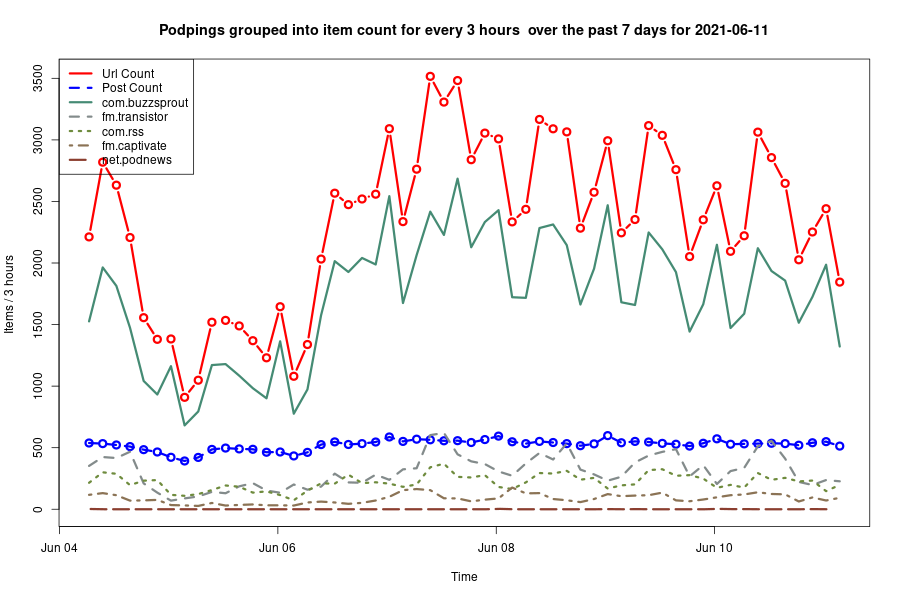 Podpings grouped into item count for every 3 hours  over the past 7 days for 2021-06-11
Url Count
Post Count
com.buzzsprout
fm.transistor
com.rss
fm.captivate
net.podnews
Items / 3 hours
3500
3000
2500
2000
1500
1000
500
0
Jun 04
Jun 06
Jun 08
Jun 10
Time